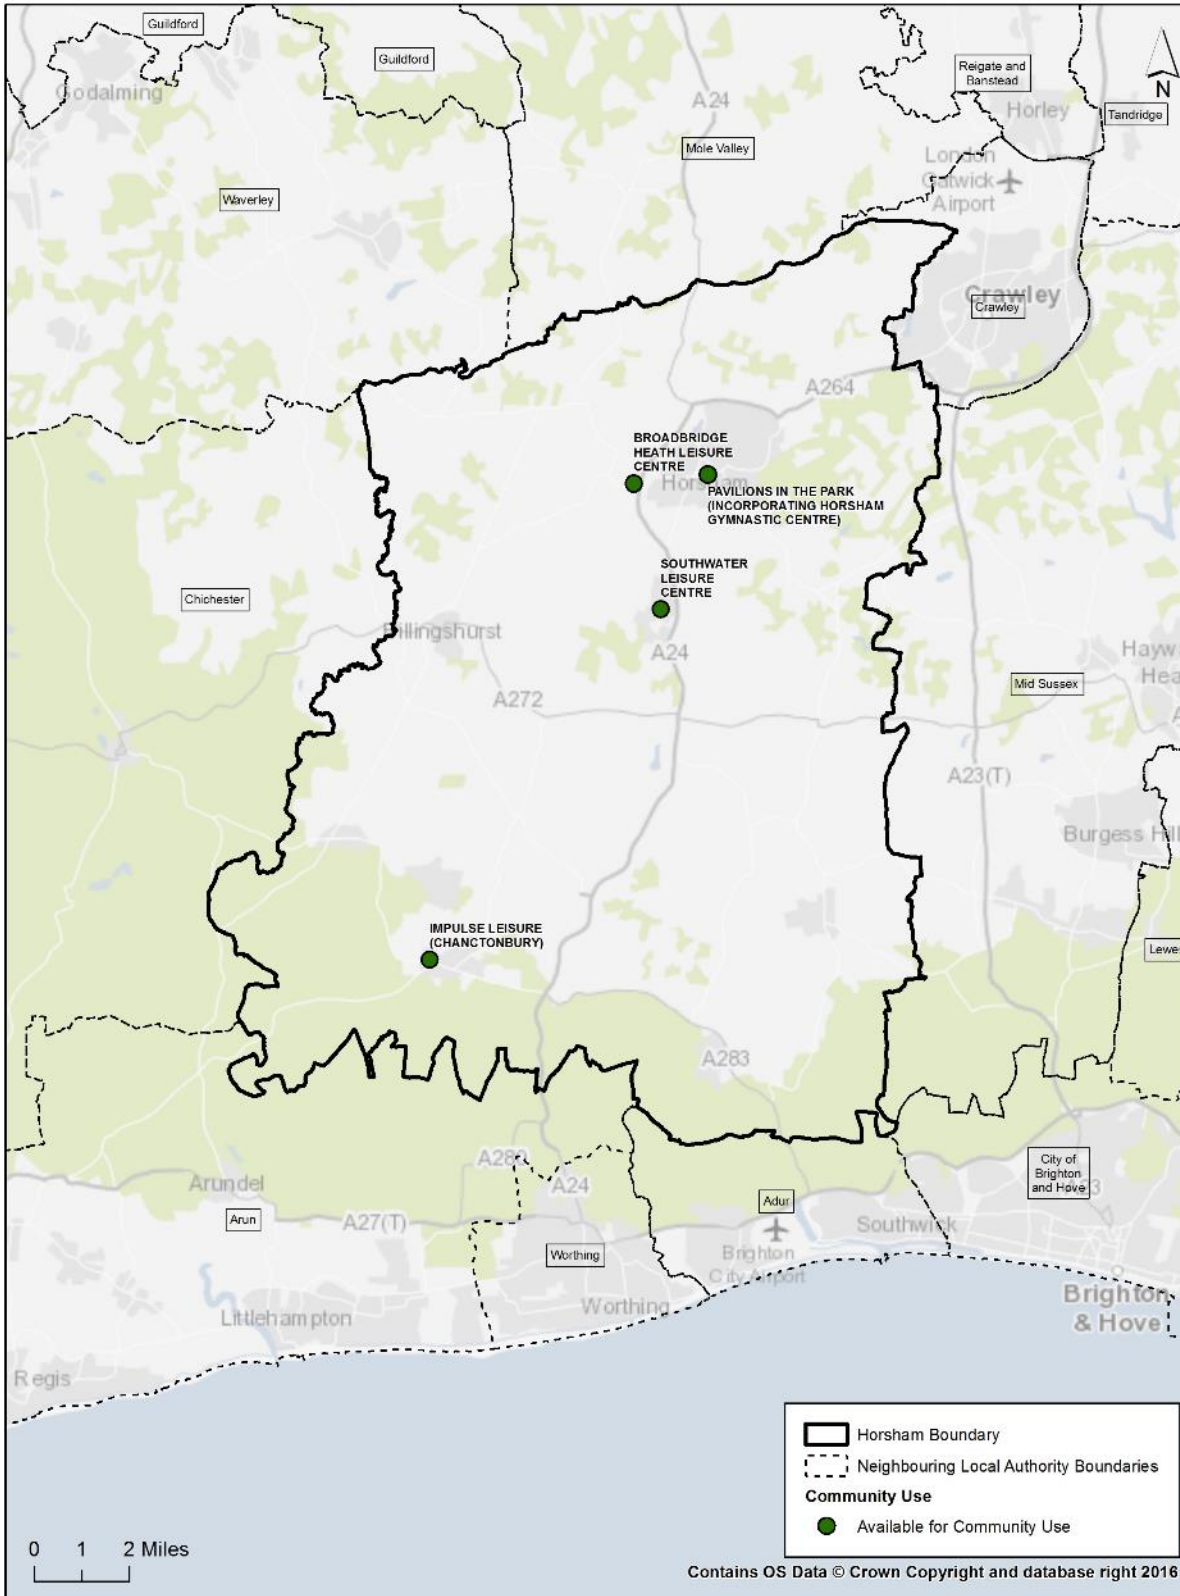 Guildford
Guildford
Godalming
A24
Reigate and
Banstead
N
Horley
Tandridge
Mole Valley
London
Gatwick
Airport
Waverley
Crawley
Crawley
A264
BROADBRIDGE
HEATH LEISURE
CENTRE
Horsham
PAVILIONS IN THE PARK
(INCORPORATING HORSHAM
GYMNASTIC CENTRE)
SOUTHWATER
LEISURE
CENTRE
Chichester
Billingshurst
A24
A272
Mid Sussex
A23(T)
Burgess Hill
IMPULSE LEISURE
(CHANCTONBURY)
A283
Arundel
Arun
A27(T)
A280
A24
Worthing
Adur
Brighton
City Airport
Southwick
City of
Brighton
and Hove
Littlehampton
Worthing
Brighton
& Hove
Regis
Horsham Boundary
Neighbouring Local Authority Boundaries
Community Use
Available for Community Use
0 1 2 Miles
Contains OS Data © Crown Copyright and database right 2016